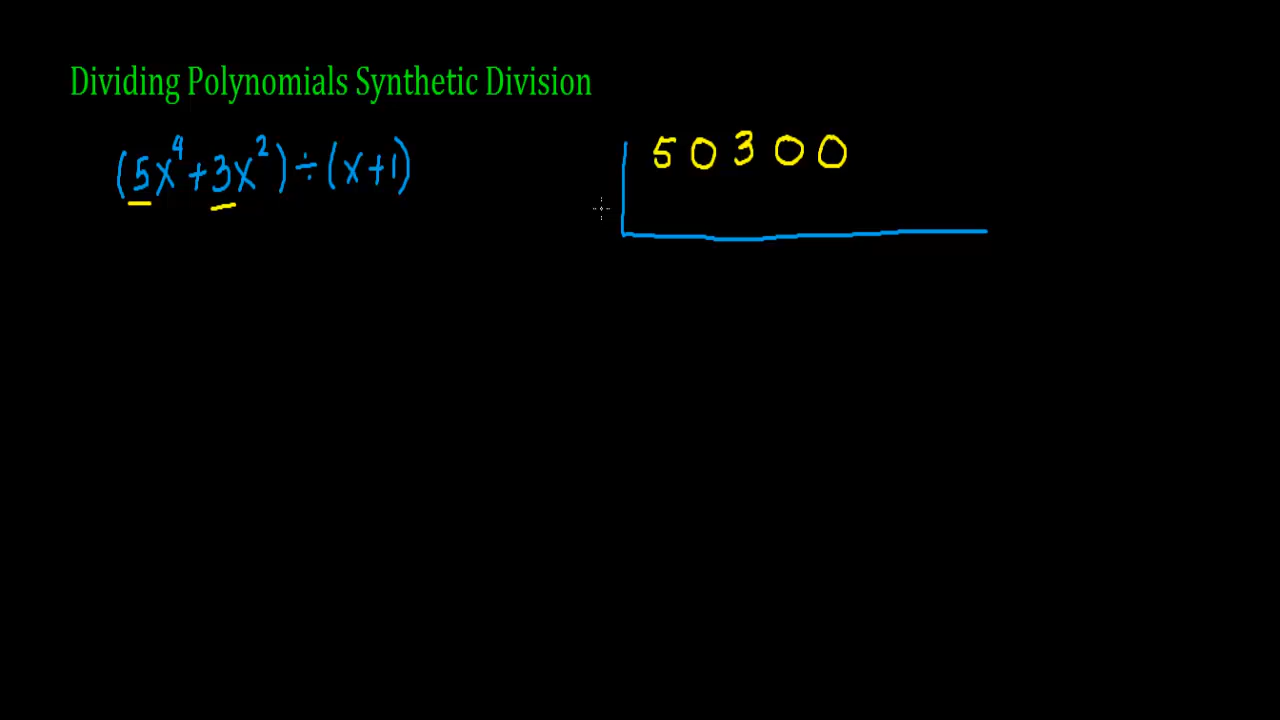 Dividing Polynomials Synthetic Division
(5x⁴+3x²)÷(x+1)
5 0 3 0 0